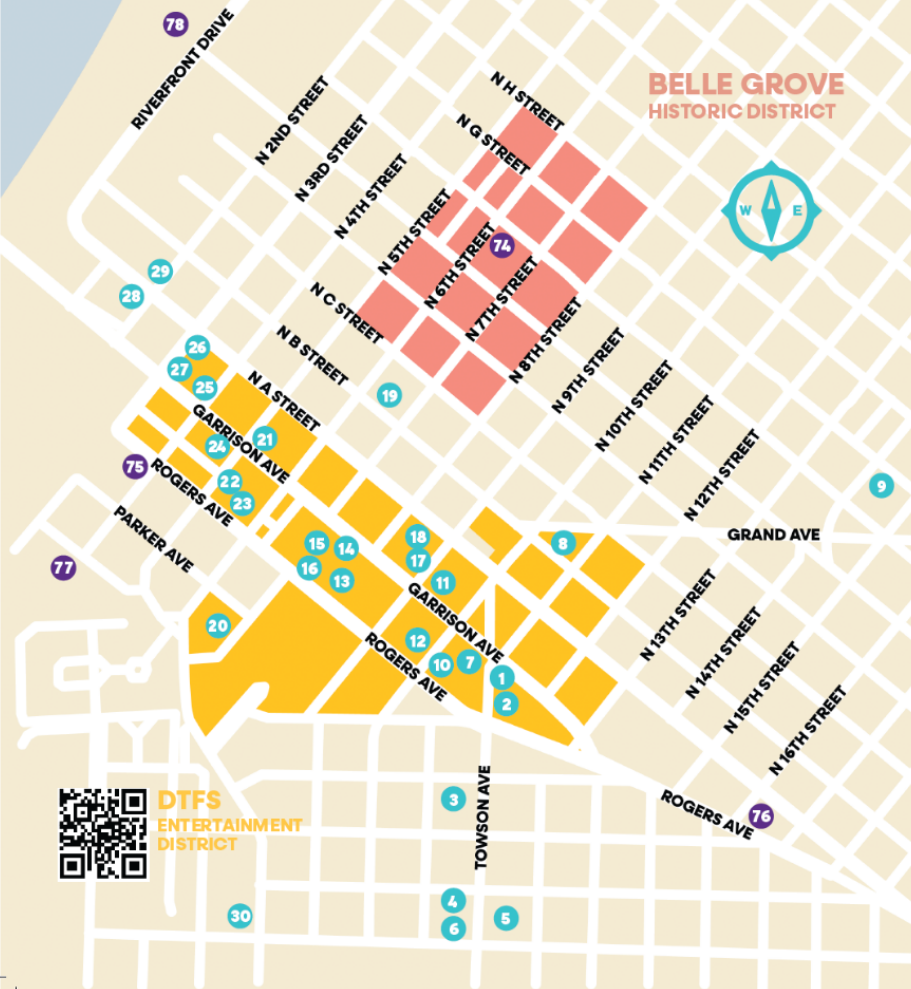 78
RIVERFRONT DRIVE
N 2ND STREET
N 3RD STREET
N 4TH STREET
N H STREET
N G STREET
BELLE GROVE
HISTORIC DISTRICT
W
E
N 5TH STREET
N 6TH STREET
74
N 7TH STREET
N 8TH STREET
N C STREET
N B STREET
N A STREET
29
28
26
27
25
19
N 9TH STREET
N 10TH STREET
N 11TH STREET
N 12TH STREET
9
GARRISON AVE
24
21
22
23
75
ROGERS AVE
PARKER AVE
77
15
14
16
13
18
17
11
8
GRAND AVE
GARRISON AVE
20
12
10
7
1
2
ROGERS AVE
N 13TH STREET
N 14TH STREET
N 15TH STREET
N 16TH STREET
DTFS
ENTERTAINMENT
DISTRICT
3
TOWSON AVE
ROGERS AVE
76
4
5
6
30